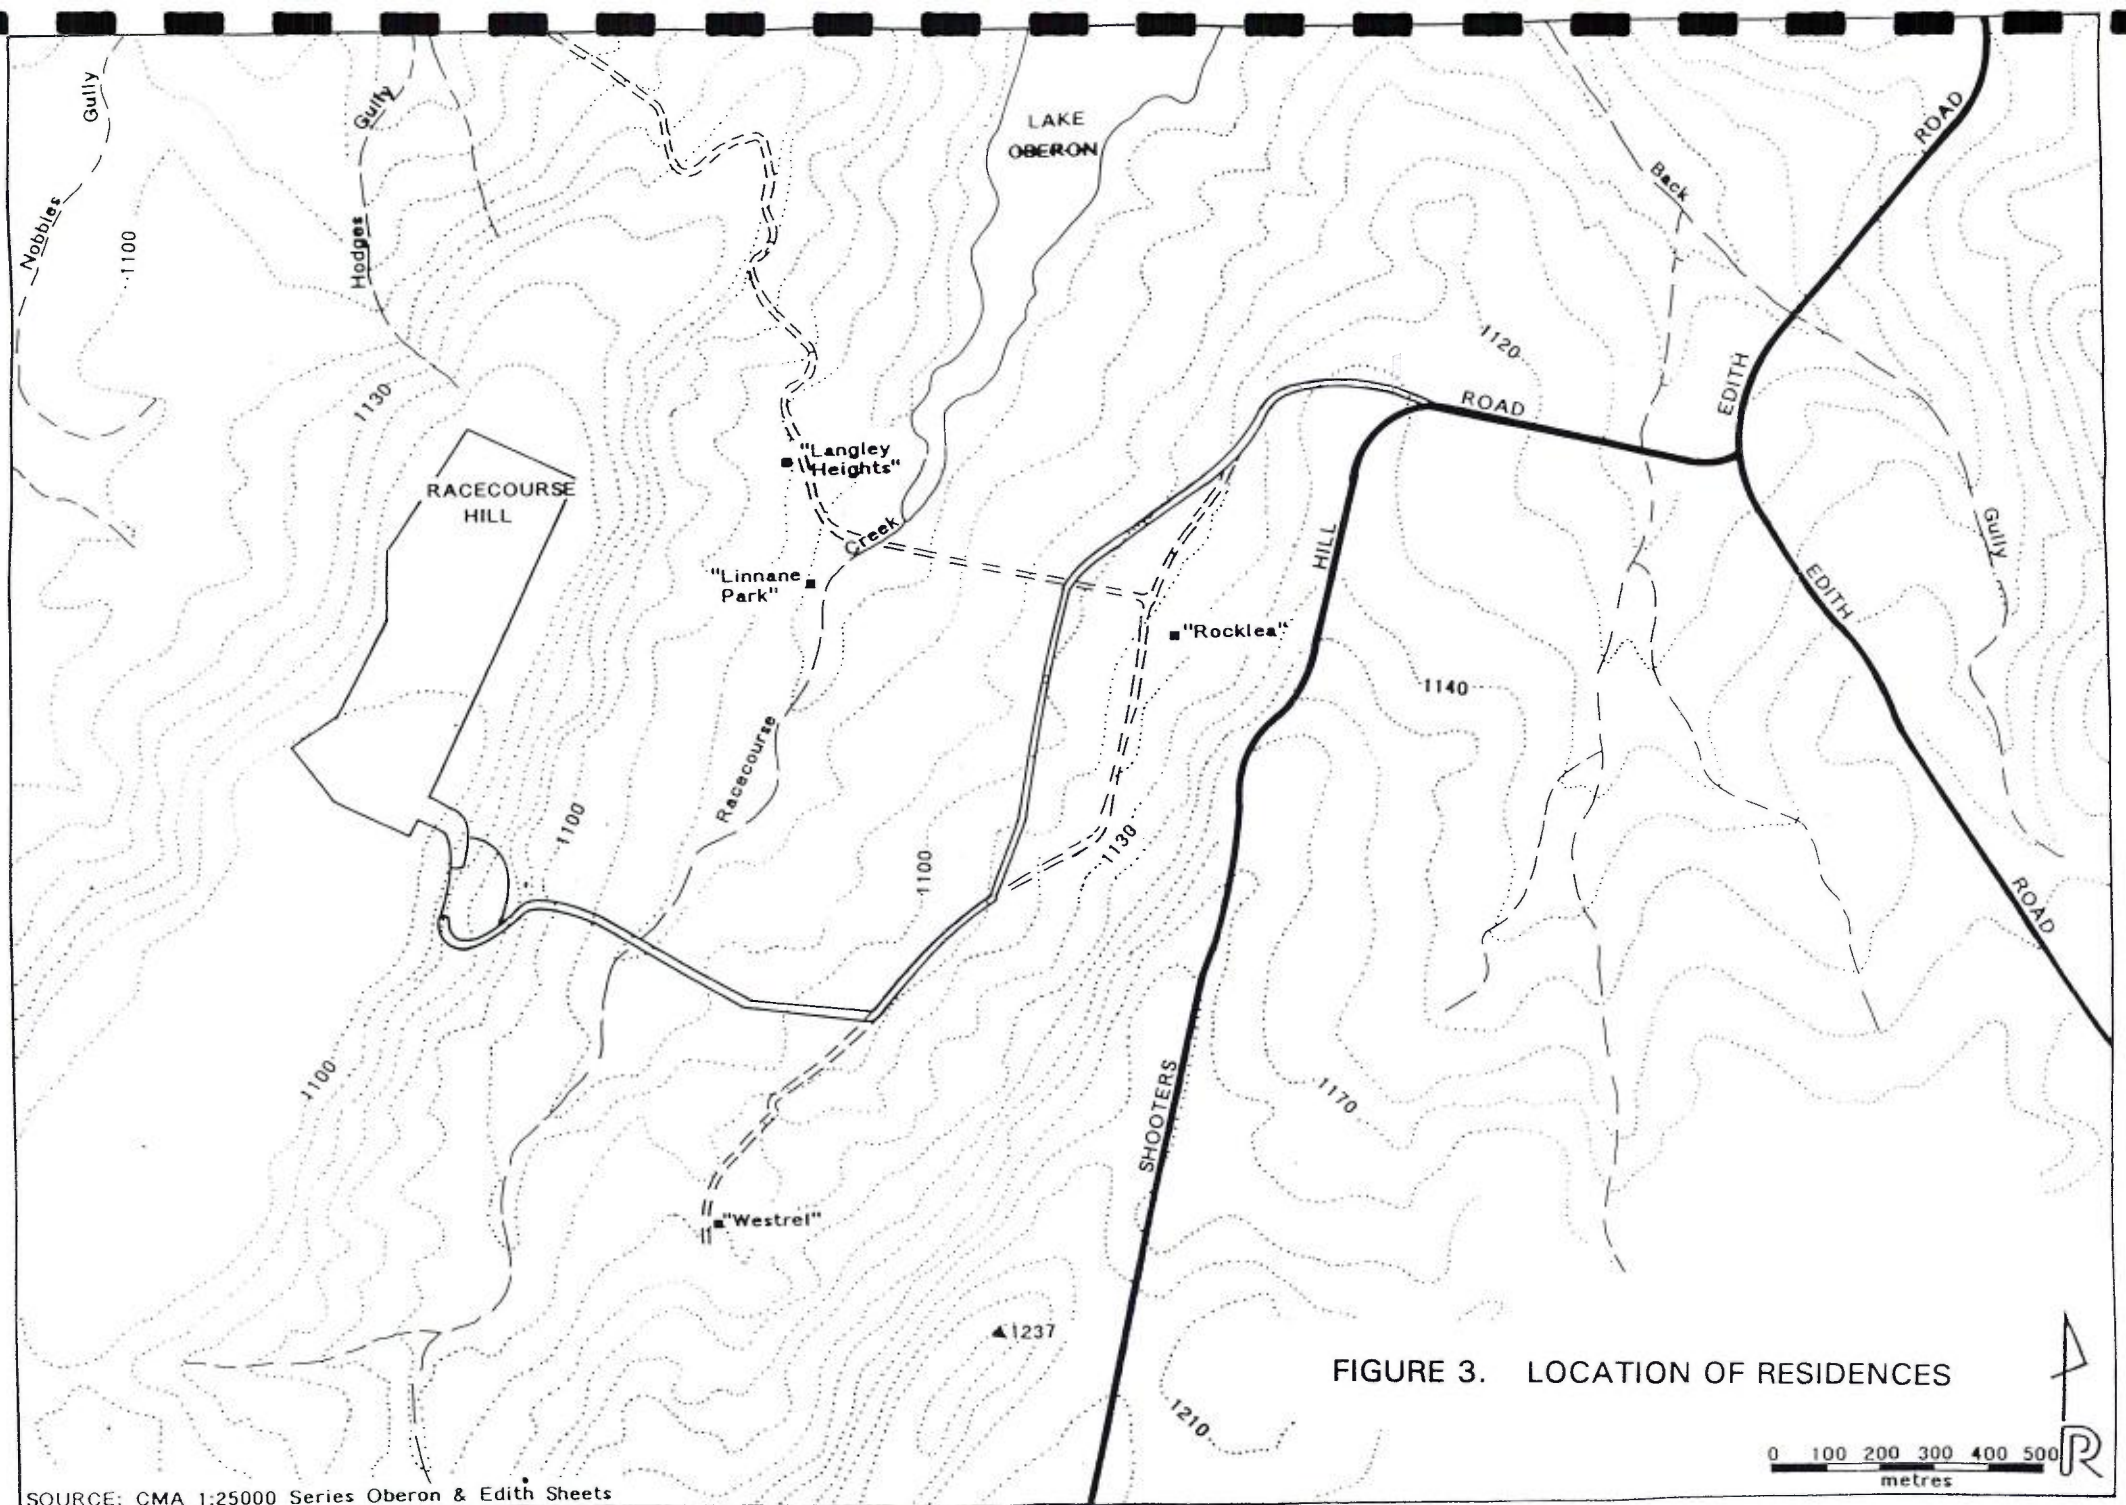 Gully
Nobbles
1100
Gully
Hodges
1130
LAKE
OBERON
Back
ROAD
1120
EDITH
ROAD
"Langley
Heights"
RACECOURSE
HILL
Creek
"Linnane
Park"
HILL
Gully
EDITH
"Rocklea"
1140
Racecourse
1100
1130
1100
ROAD
1100
SHOOTERS
1170
"Westrel"
1237
FIGURE 3. LOCATION OF RESIDENCES
1210
0 100 200 300 400 500
metres
R
SOURCE: CMA 1:25000 Series Oberon & Edith Sheets